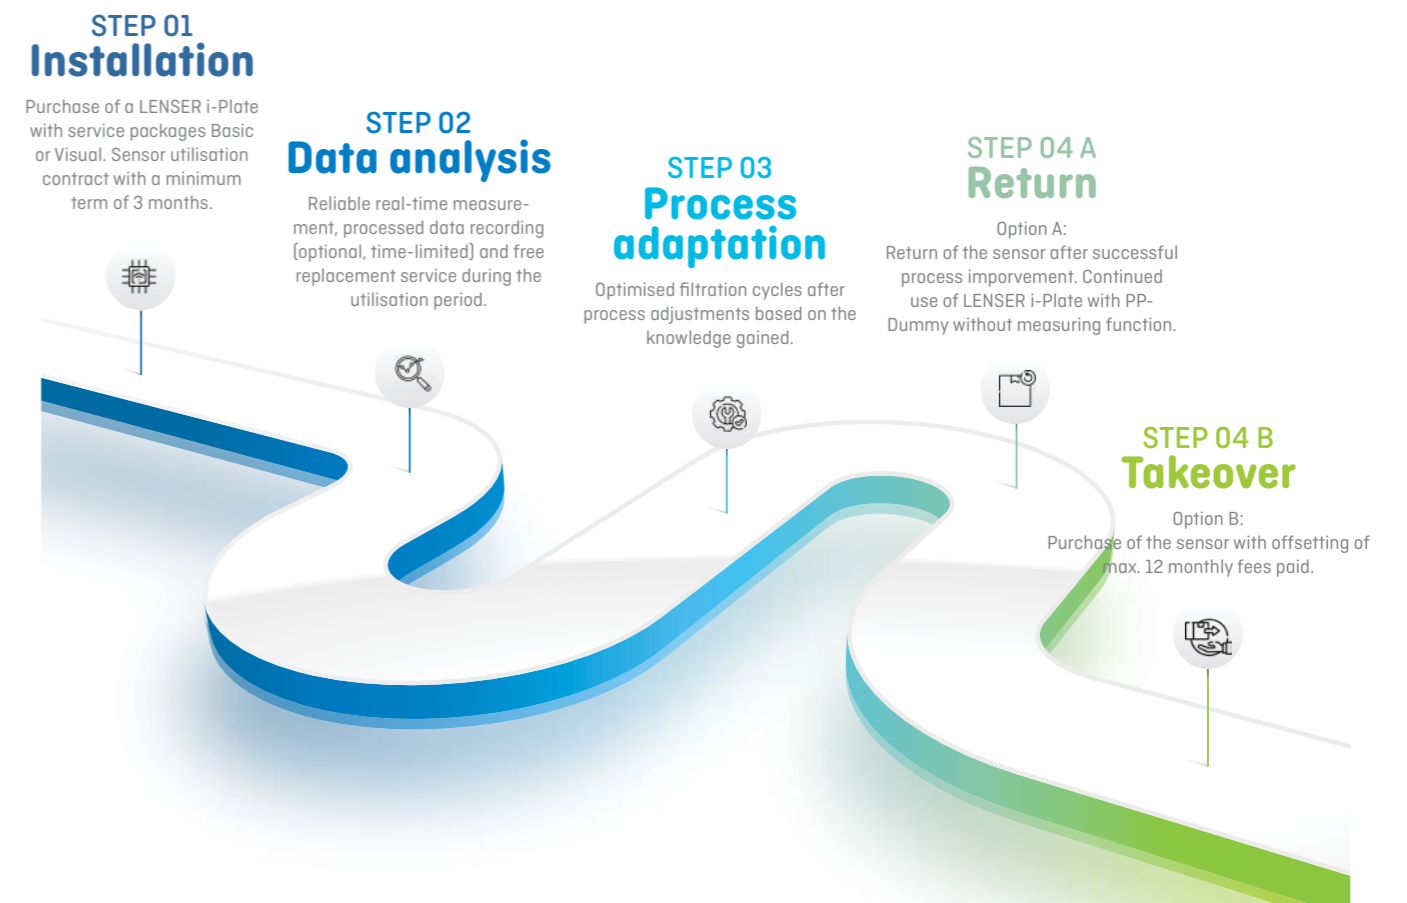 STEP 01
Installation
Purchase of a LENSER i-Plate
with service packages Basic
or Visual. Sensor utilisation
contract with a minimum
term of 3 months.
STEP 02
Data analysis
Reliable real-time measure-
ment, processed data recording
(optional, time-limited) and free
replacement service during the
utilisation period.
STEP 03
Process
adaptation
Optimised filtration cycles after
process adjustments based on the
knowledge gained.
STEP 04 A
Return
Option A:
Return of the sensor after successful
process imporvement. Continued
use of LENSER i-Plate with PP-
Dummy without measuring function.
STEP 04 B
Takeover
Option B:
Purchase of the sensor with offsetting of
max. 12 monthly fees paid.